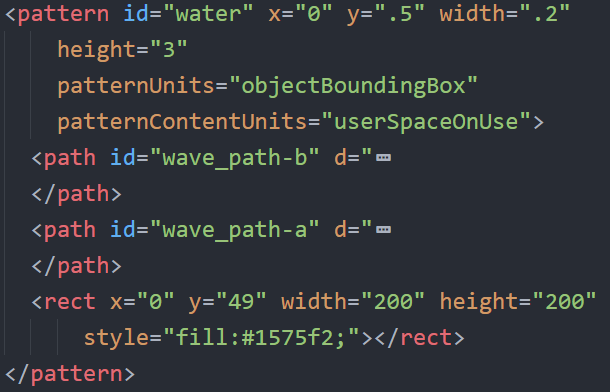 <pattern id="water" x="0" y=".5" width=".2"
height="3"
patternUnits="objectBoundingBox"
patternContentUnits="userSpaceOnUse">
<path id="wave_path-b" d="⋯
</path>
<path id="wave_path-a" d="⋯
</path>
<rect x="0" y="49" width="200" height="200"
style="fill:#1575f2;"></rect>
</pattern>